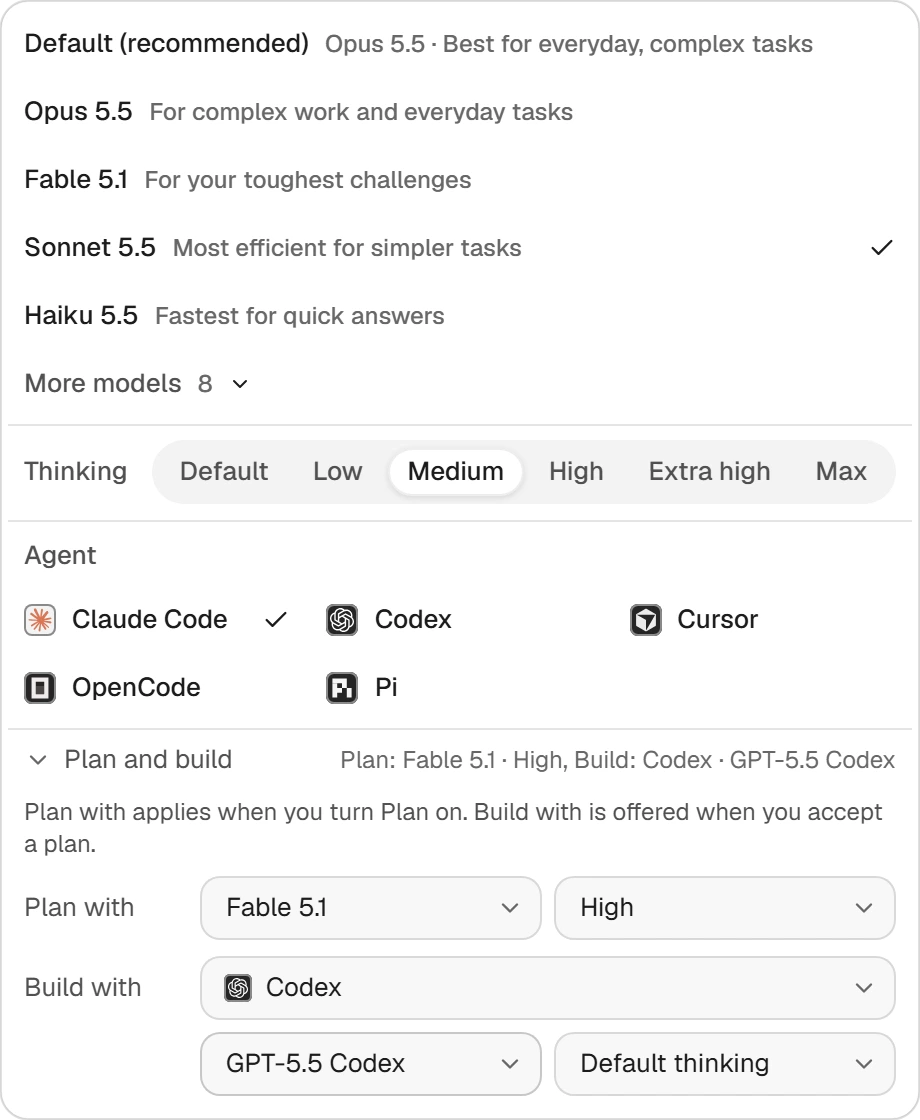 Default (recommended) Opus 5.5 · Best for everyday, complex tasks
Opus 5.5 For complex work and everyday tasks
Fable 5.1 For your toughest challenges
Sonnet 5.5 Most efficient for simpler tasks
Haiku 5.5 Fastest for quick answers
More models 8
Thinking Default Low Medium High Extra high Max
Agent
Claude Code Codex Cursor
OpenCode Pi
Plan and build Plan: Fable 5.1 · High, Build: Codex · GPT-5.5 Codex
Plan with applies when you turn Plan on. Build with is offered when you accept
a plan.
Plan with Fable 5.1 High
Build with Codex
GPT-5.5 Codex Default thinking